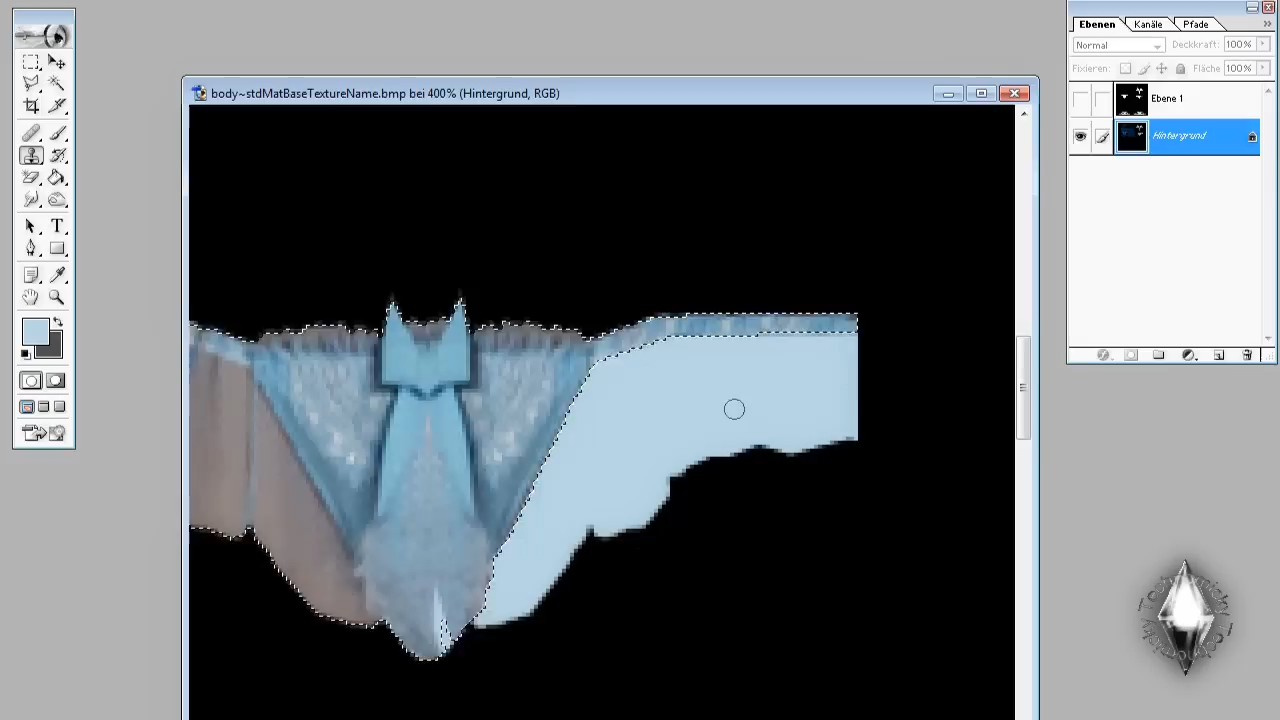 body~stdMatBaseTextureName.bmp bei 400% (Hintergrund, RGB)
Ebenen Kanäle Pfade
Normal Deckkraft: 100%
Fixieren: Fläche 100%
Ebene 1
Hintergrund
T